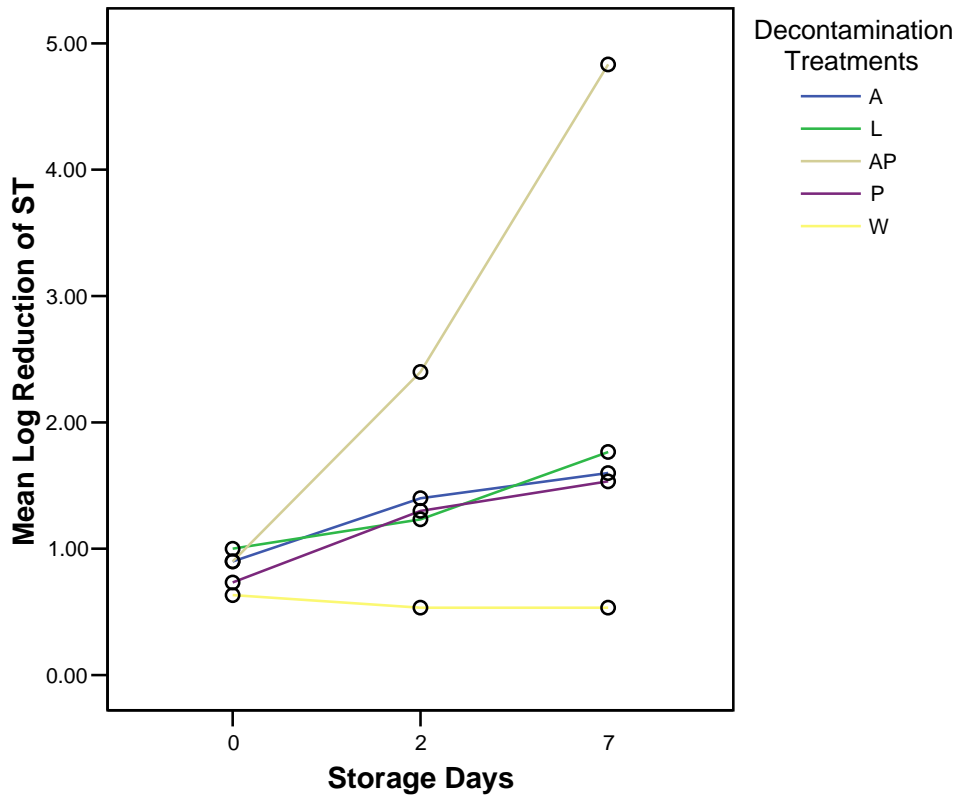 Decontamination
Treatments
A
L
AP
P
W
Mean Log Reduction of ST
5.00
4.00
3.00
2.00
1.00
0.00
0
2
7
Storage Days